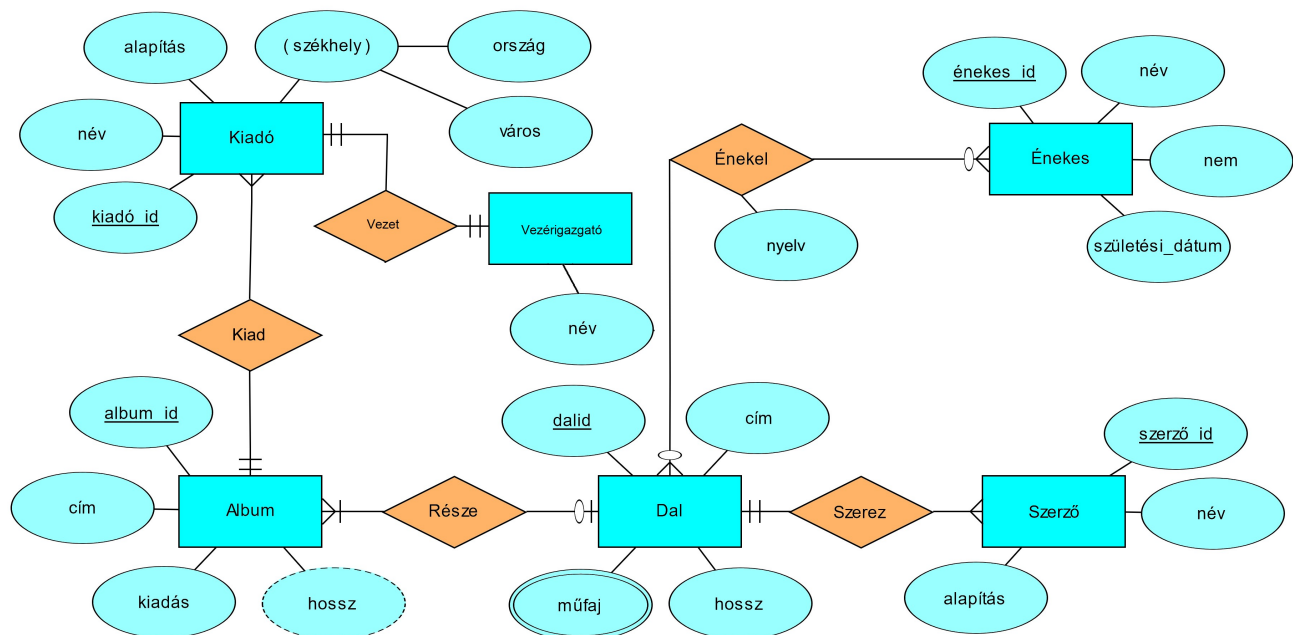 alapítás
( székhely )
ország
énekes_id
név
név
Kiadó
város
Énekel
Énekes
nem
kiadó_id
Vezet
Vezérigazgató
nyelv
születési_dátum
név
Kiad
album_id
dalid
cím
szerző_id
cím
Album
Része
Dal
Szerez
Szerző
név
kiadás
hossz
műfaj
hossz
alapítás